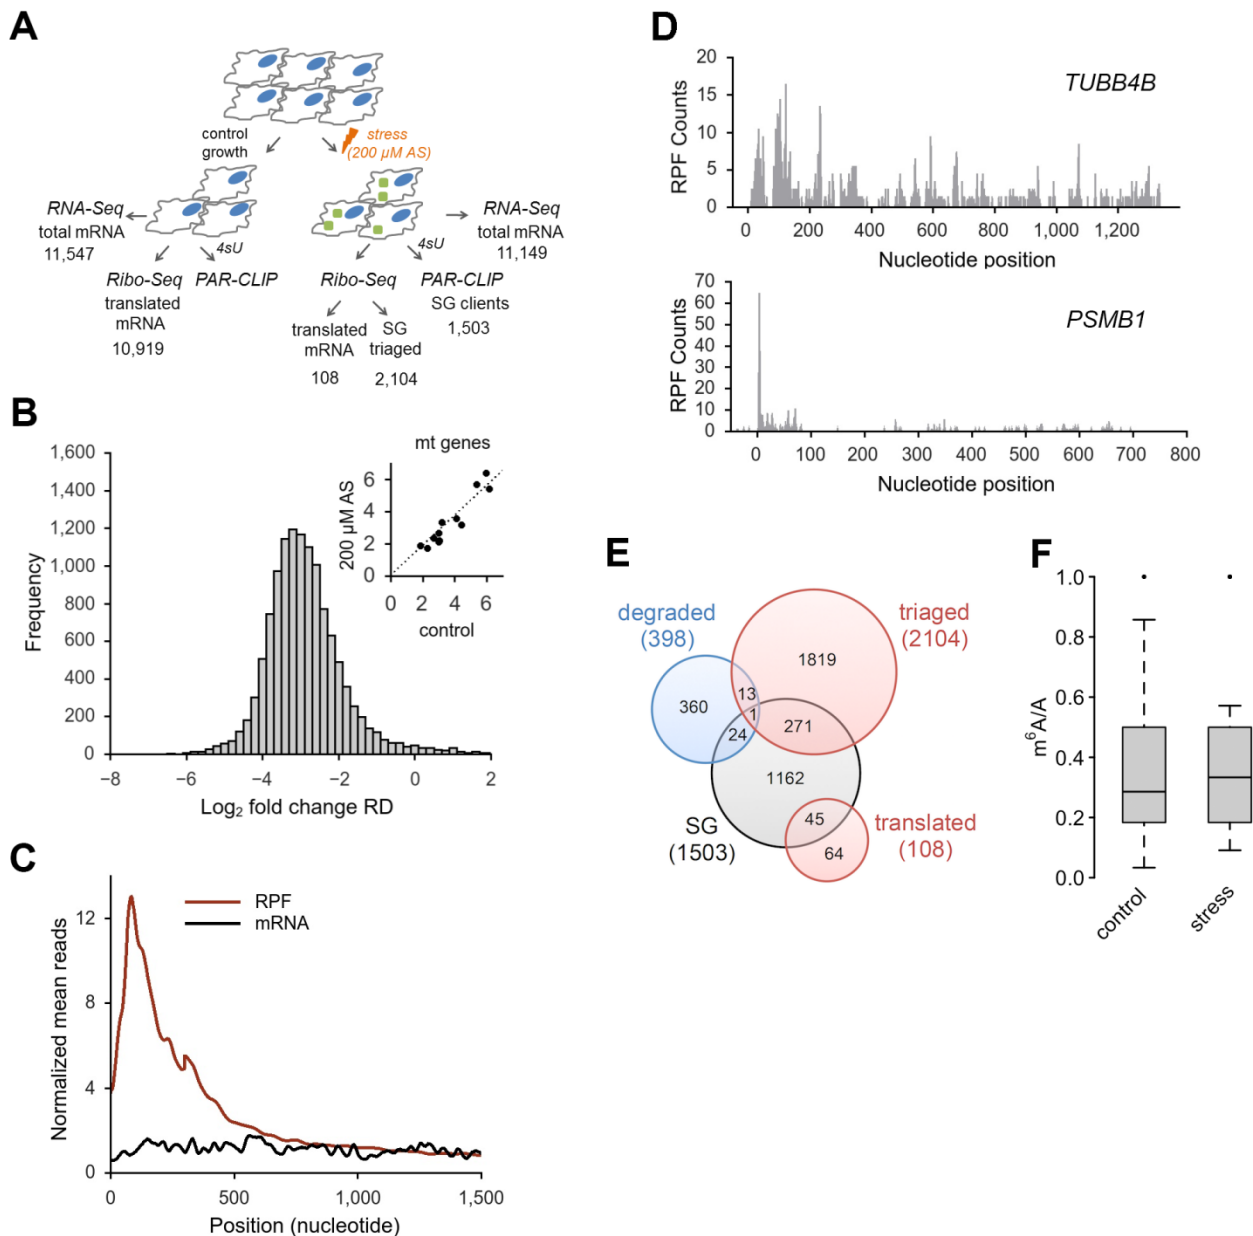 A
control
growth
stress
(200 µM AS)
RNA-Seq
total mRNA
11,547
4sU
4sU
RNA-Seq
total mRNA
11,149
Ribo-Seq
translated
mRNA
10,919
PAR-CLIP
Ribo-Seq
PAR-CLIP
SG clients
1,503
translated
mRNA
108
SG
triaged
2,104
B
1,600
1,400
1,200
1,000
800
600
400
200
0
Frequency
−8
−6
−4
−2
0
2
Log₂ fold change RD
mt genes
200 µM AS
6
4
2
0
0
2
4
6
control
C
Normalized mean reads
12
8
4
0
RPF
mRNA
0
500
1,000
1,500
Position (nucleotide)
D
TUBB4B
RPF Counts
20
15
10
5
0
0
200
400
600
800
1,000
1,200
Nucleotide position
PSMB1
RPF Counts
70
60
50
40
30
20
10
0
0
100
200
300
400
500
600
700
800
Nucleotide position
E
degraded
(398)
triaged
(2104)
1819
360
13
1
24
271
1162
45
64
SG
(1503)
translated
(108)
F
m⁶A/A
1.0
0.8
0.6
0.4
0.2
0.0
control
stress